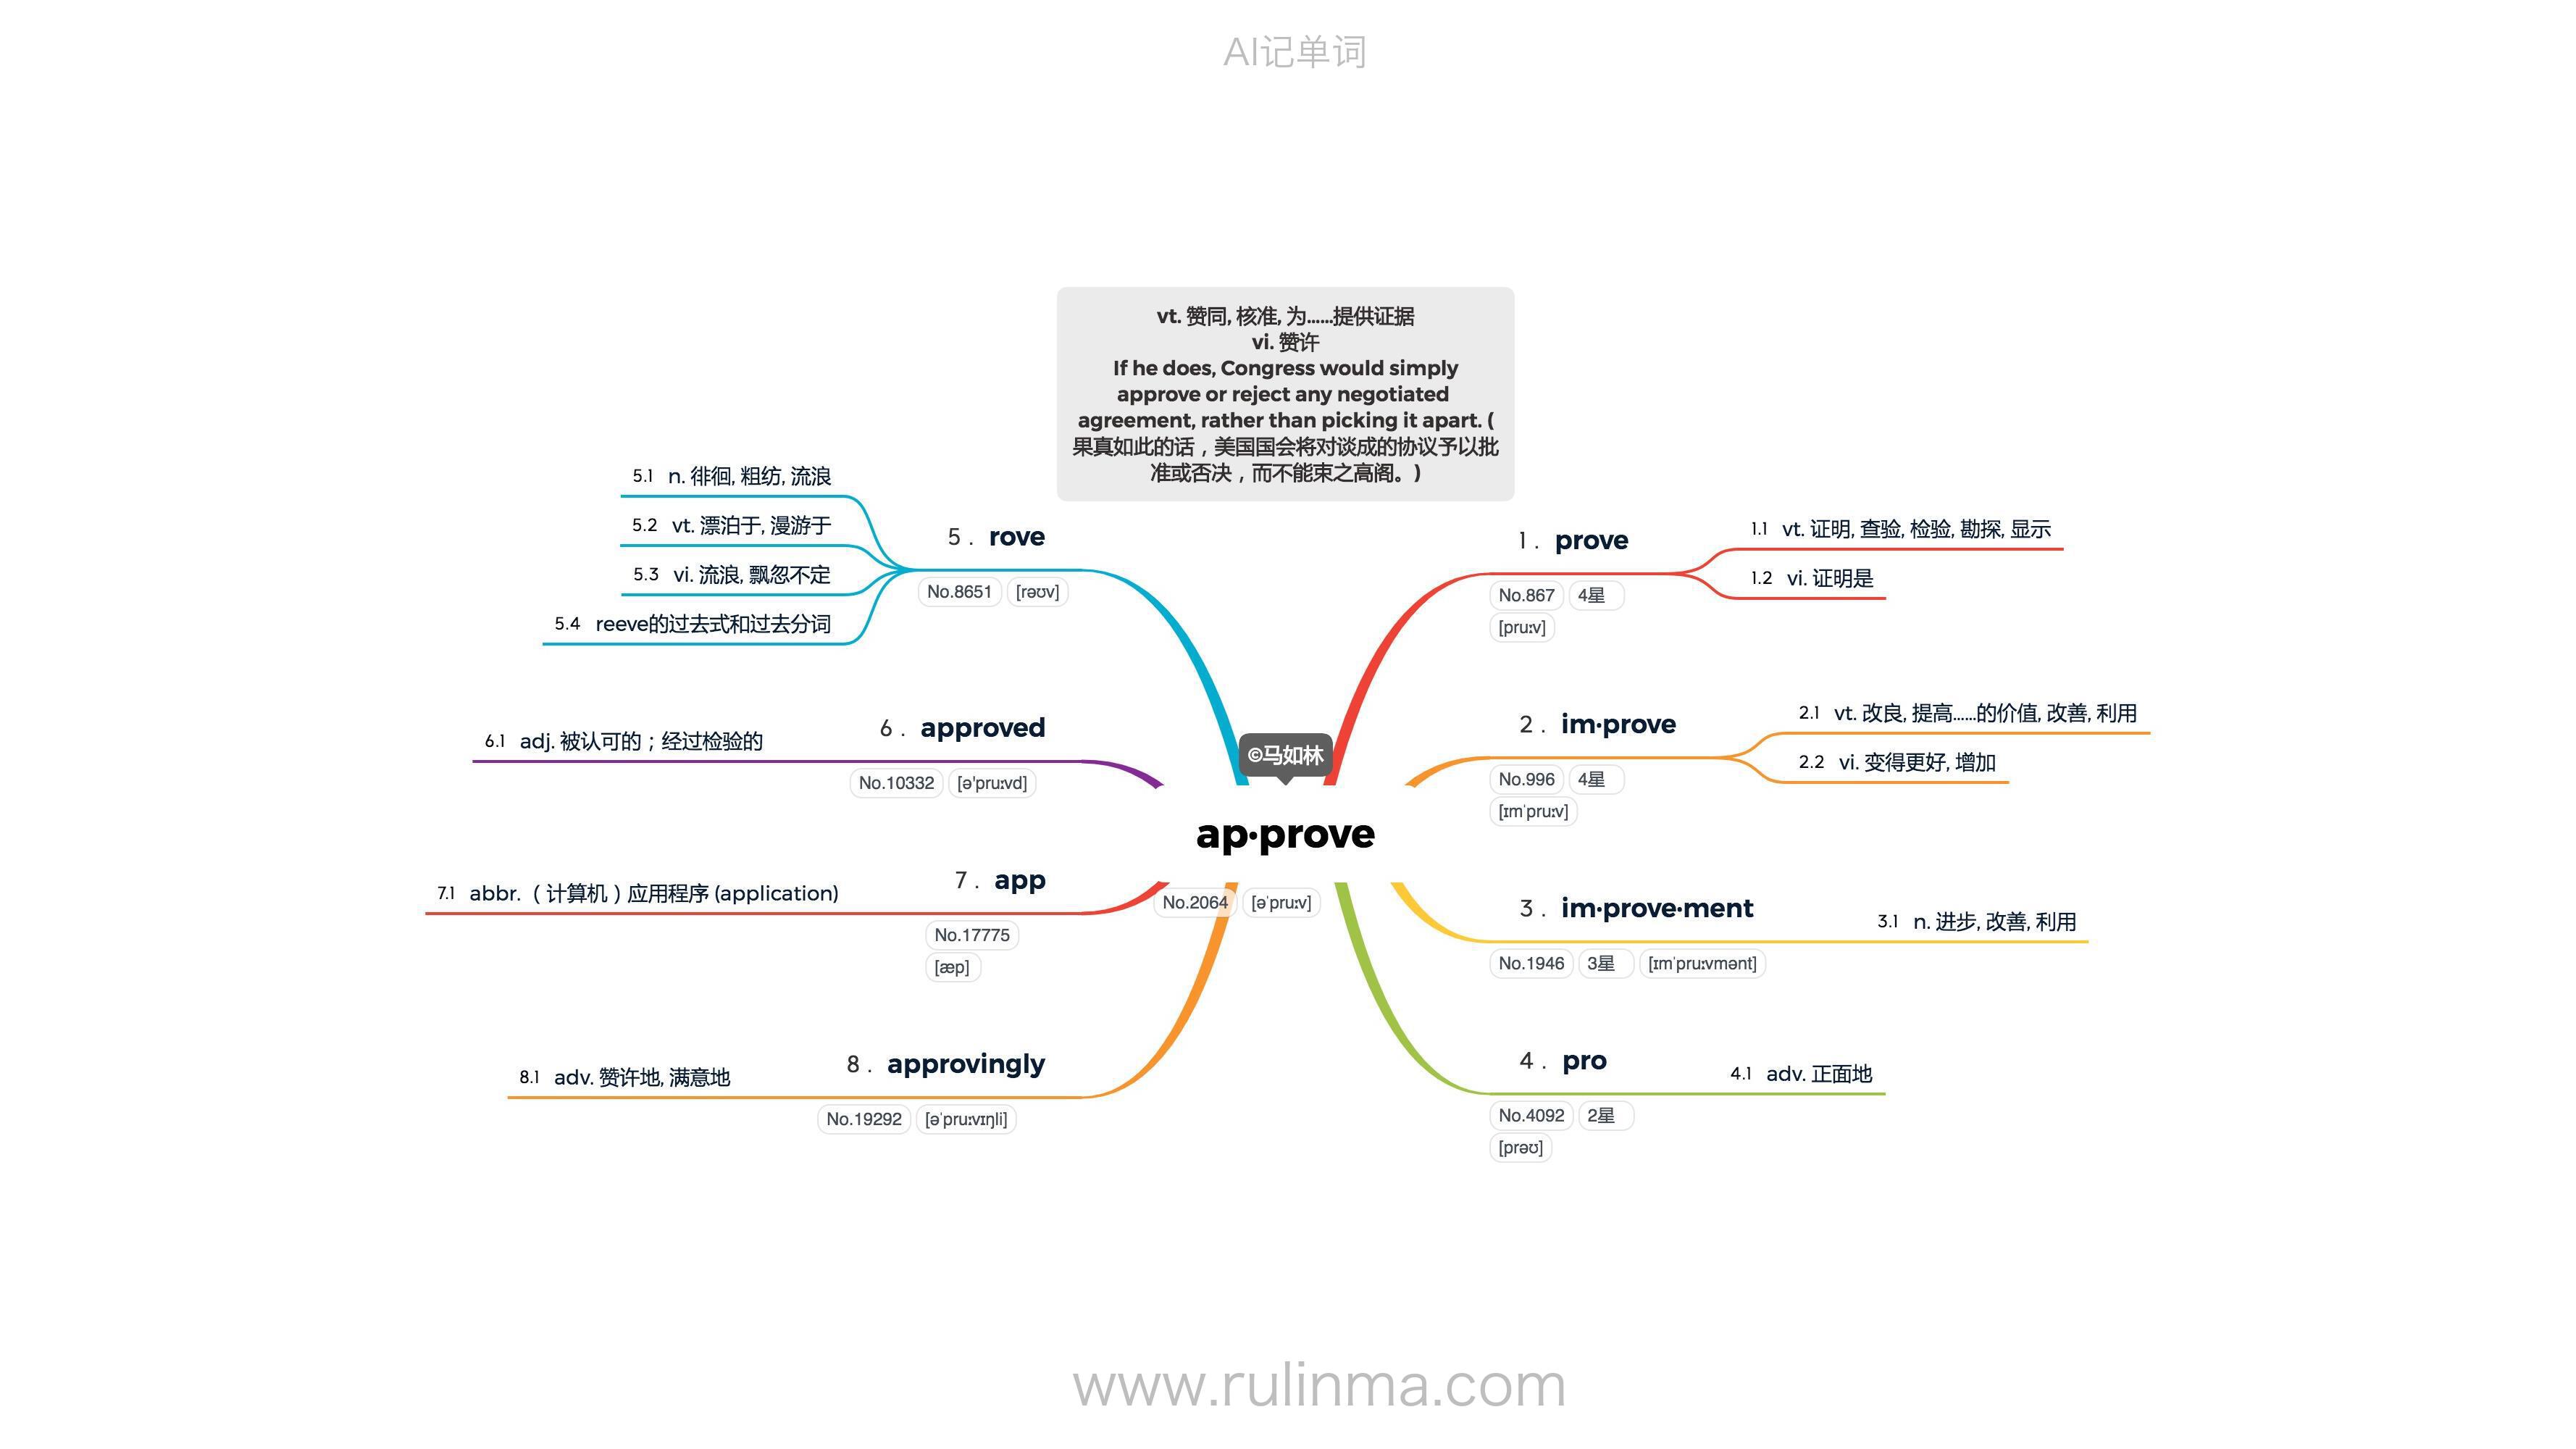 AI记单词
vt. 赞同, 核准, 为……提供证据
vi. 赞许
If he does, Congress would simply
approve or reject any negotiated
agreement, rather than picking it apart. (
果真如此的话，美国国会将对谈成的协议予以批
准或否决，而不能束之高阁。)
©马如林
ap·prove
No.2064 [ə'pruːv]
1. prove
No.867 4星
[pruːv]
1.1 vt. 证明, 查验, 检验, 勘探, 显示
1.2 vi. 证明是
2. im·prove
No.996 4星
[ɪmˈpruːv]
2.1 vt. 改良, 提高……的价值, 改善, 利用
2.2 vi. 变得更好, 增加
3. im·prove·ment
No.1946 3星 [ɪmˈpruːvmənt]
3.1 n. 进步, 改善, 利用
4. pro
No.4092 2星
[prəʊ]
4.1 adv. 正面地
5. rove
No.8651 [rəʊv]
5.1 n. 徘徊, 粗纺, 流浪
5.2 vt. 漂泊于, 漫游于
5.3 vi. 流浪, 飘忽不定
5.4 reeve的过去式和过去分词
6. approved
No.10332 [ə'pruːvd]
6.1 adj. 被认可的；经过检验的
7. app
No.17775
[æp]
7.1 abbr. （计算机）应用程序 (application)
8. approvingly
No.19292 [ə'pruːvɪŋli]
8.1 adv. 赞许地, 满意地
www.rulinma.com